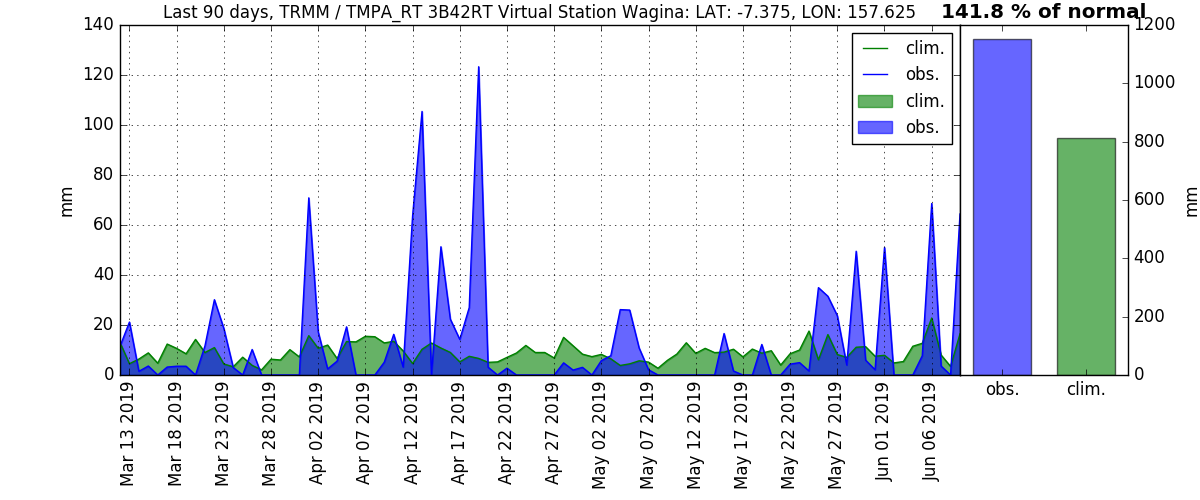 Last 90 days, TRMM / TMPA_RT 3B42RT Virtual Station Wagina: LAT: -7.375, LON: 157.625
141.8 % of normal
140
120
100
80
60
40
20
0
mm
clim.
obs.
clim.
obs.
1200
1000
800
600
400
200
0
mm
obs.
clim.
Mar 13 2019
Mar 18 2019
Mar 23 2019
Mar 28 2019
Apr 02 2019
Apr 07 2019
Apr 12 2019
Apr 17 2019
Apr 22 2019
Apr 27 2019
May 02 2019
May 07 2019
May 12 2019
May 17 2019
May 22 2019
May 27 2019
Jun 01 2019
Jun 06 2019